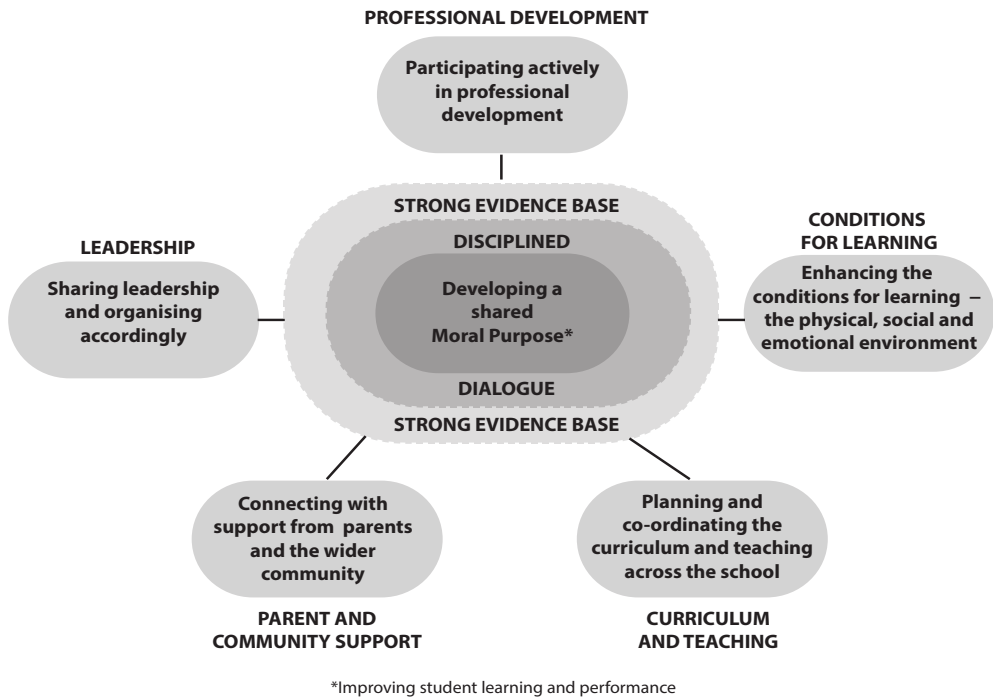 PROFESSIONAL DEVELOPMENT
Participating actively
in professional
development
STRONG EVIDENCE BASE
DISCIPLINED
Developing a
shared
Moral Purpose*
DIALOGUE
STRONG EVIDENCE BASE
LEADERSHIP
Sharing leadership
and organising
accordingly
CONDITIONS
FOR LEARNING
Enhancing the
conditions for learning –
the physical, social and
emotional environment
Connecting with
support from parents
and the wider
community
PARENT AND
COMMUNITY SUPPORT
Planning and
co-ordinating the
curriculum and teaching
across the school
CURRICULUM
AND TEACHING
*Improving student learning and performance